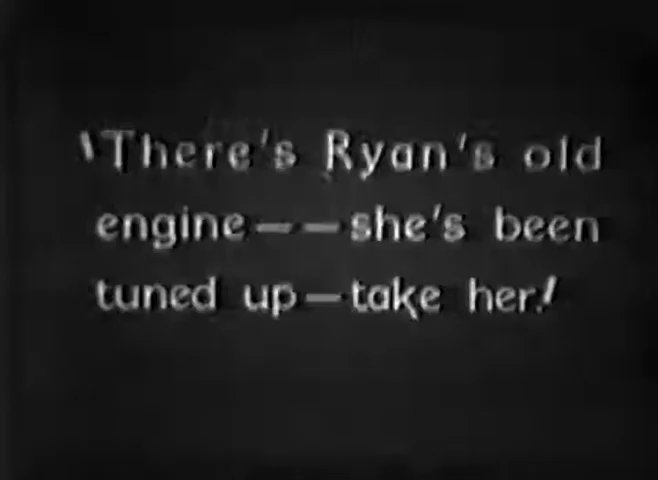 "There's Ryan's old
engine——she's been
tuned up—take her!